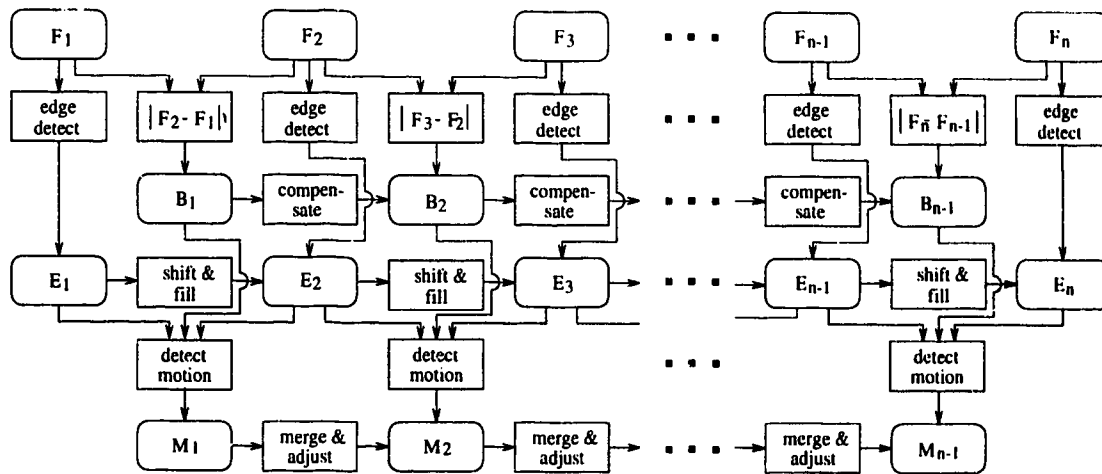 F1 F2 F3 Fn-1 Fn
edge detect |F2 - F1| edge detect |F3 - F2| edge detect edge detect |Fn - Fn-1| edge detect
B1 compen-sate B2 compen-sate compen-sate Bn-1
E1 shift & fill E2 shift & fill E3 En-1 shift & fill En
detect motion detect motion detect motion
M1 merge & adjust M2 merge & adjust merge & adjust Mn-1